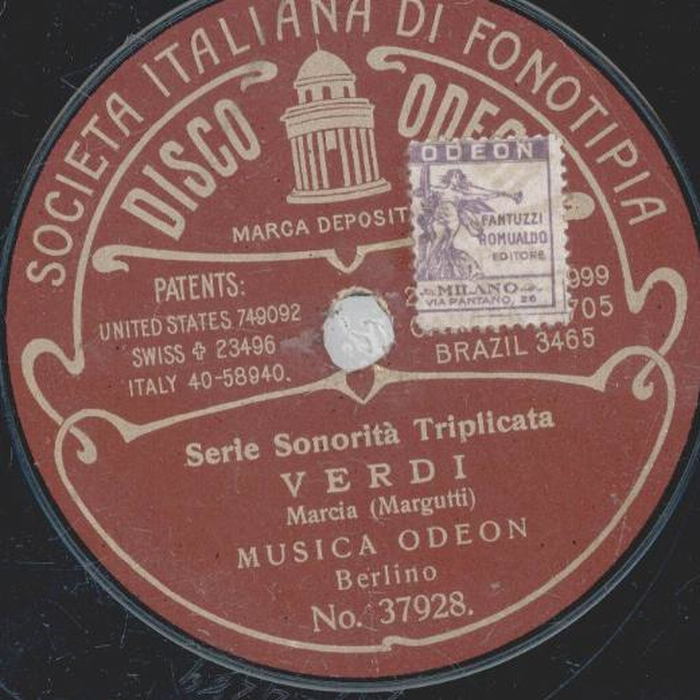 SOCIETA ITALIANA DI FONOTIPIA
DISCO
MARCA DEPOSIT
ODEON
FANTUZZI
ROMUALDO
EDITORE
MILANO
VIA PANTANO, 26
PATENTS:
UNITED STATES 749092
SWISS ✚ 23496
ITALY 40-58940.
999
705
BRAZIL 3465
Serie Sonorità Triplicata
VERDI
Marcia (Margutti)
MUSICA ODEON
Berlino
No. 37928.